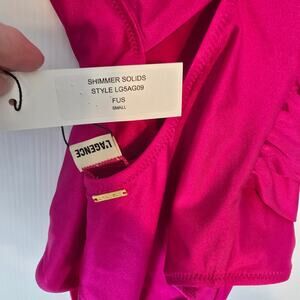 SHIMMER SOLIDS
STYLE LG5AG09
FUS
SMALL
L'AGENCE